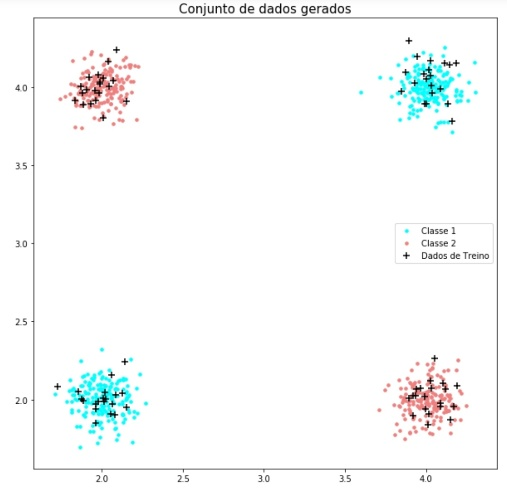 Conjunto de dados gerados
4.0
3.5
3.0
2.5
2.0
Classe 1
Classe 2
Dados de Treino
2.0 2.5 3.0 3.5 4.0